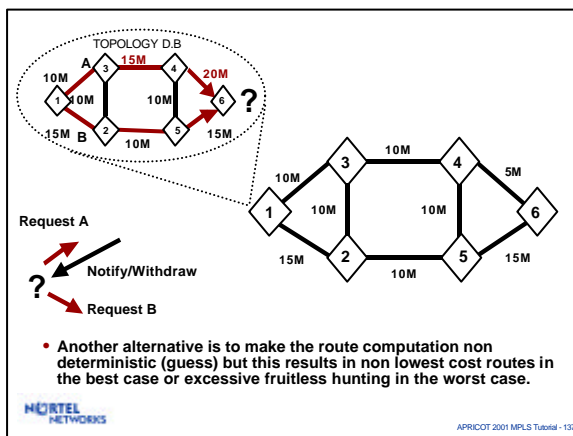 TOPOLOGY D.B
A
15M
3
4
10M
20M
1
10M
10M
6
?
15M
B
2
5
15M
10M
3
10M
4
10M
5M
1
10M
10M
6
15M
2
10M
5
15M
Request A
Notify/Withdraw
?
Request B
• Another alternative is to make the route computation non
deterministic (guess) but this results in non lowest cost routes in
the best case or excessive fruitless hunting in the worst case.
NORTEL
NETWORKS
APRICOT 2001 MPLS Tutorial - 137